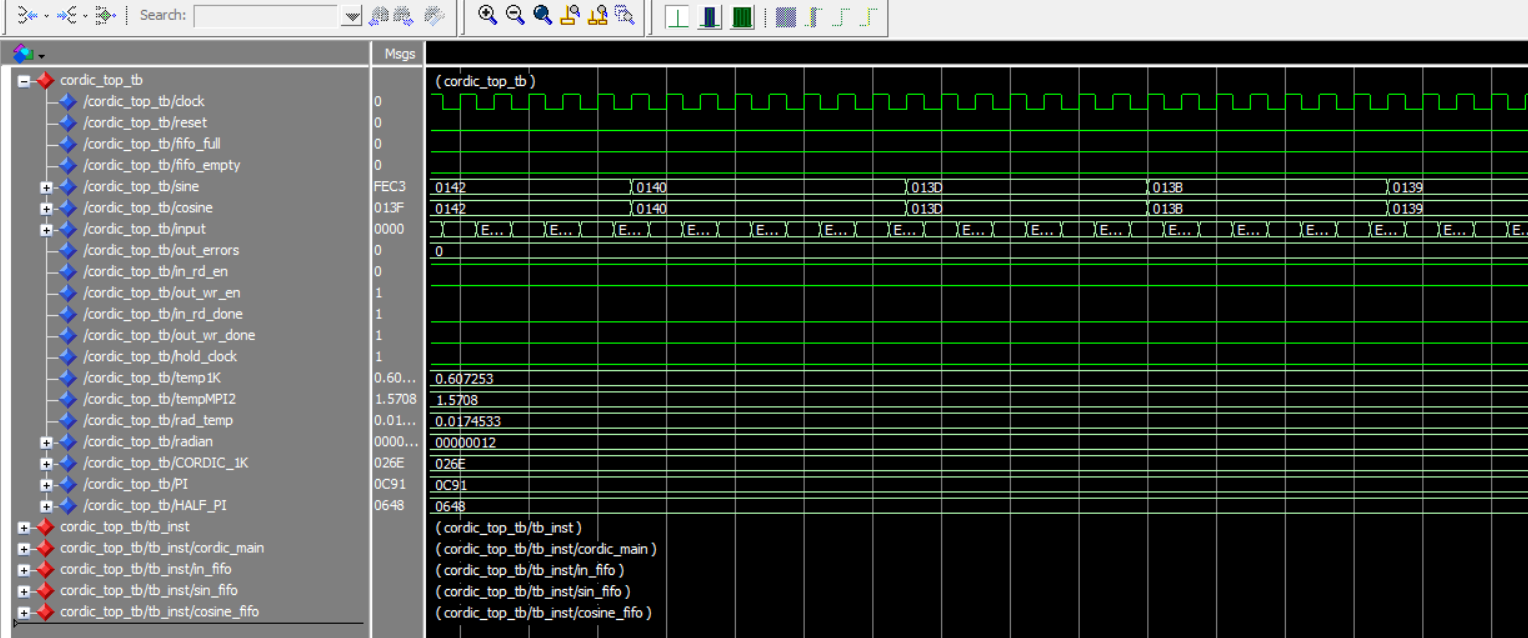 Search:
Msgs
cordic_top_tb ( cordic_top_tb )
/cordic_top_tb/clock 0
/cordic_top_tb/reset 0
/cordic_top_tb/fifo_full 0
/cordic_top_tb/fifo_empty 0
/cordic_top_tb/sine FEC3 0142 0140 013D 013B 0139
/cordic_top_tb/cosine 013F 0142 0140 013D 013B 0139
/cordic_top_tb/input 0000 E... E... E... E... E... E... E... E... E... E... E... E... E... E... E... E..
/cordic_top_tb/out_errors 0 0
/cordic_top_tb/in_rd_en 0
/cordic_top_tb/out_wr_en 1
/cordic_top_tb/in_rd_done 1
/cordic_top_tb/out_wr_done 1
/cordic_top_tb/hold_clock 1
/cordic_top_tb/temp1K 0.60... 0.607253
/cordic_top_tb/tempMPI2 1.5708 1.5708
/cordic_top_tb/rad_temp 0.01... 0.0174533
/cordic_top_tb/radian 0000... 00000012
/cordic_top_tb/CORDIC_1K 026E 026E
/cordic_top_tb/PI 0C91 0C91
/cordic_top_tb/HALF_PI 0648 0648
cordic_top_tb/tb_inst ( cordic_top_tb/tb_inst )
cordic_top_tb/tb_inst/cordic_main ( cordic_top_tb/tb_inst/cordic_main )
cordic_top_tb/tb_inst/in_fifo ( cordic_top_tb/tb_inst/in_fifo )
cordic_top_tb/tb_inst/sin_fifo ( cordic_top_tb/tb_inst/sin_fifo )
cordic_top_tb/tb_inst/cosine_fifo ( cordic_top_tb/tb_inst/cosine_fifo )